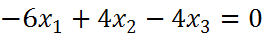 −6x₁ + 4x₂ − 4x₃ = 0